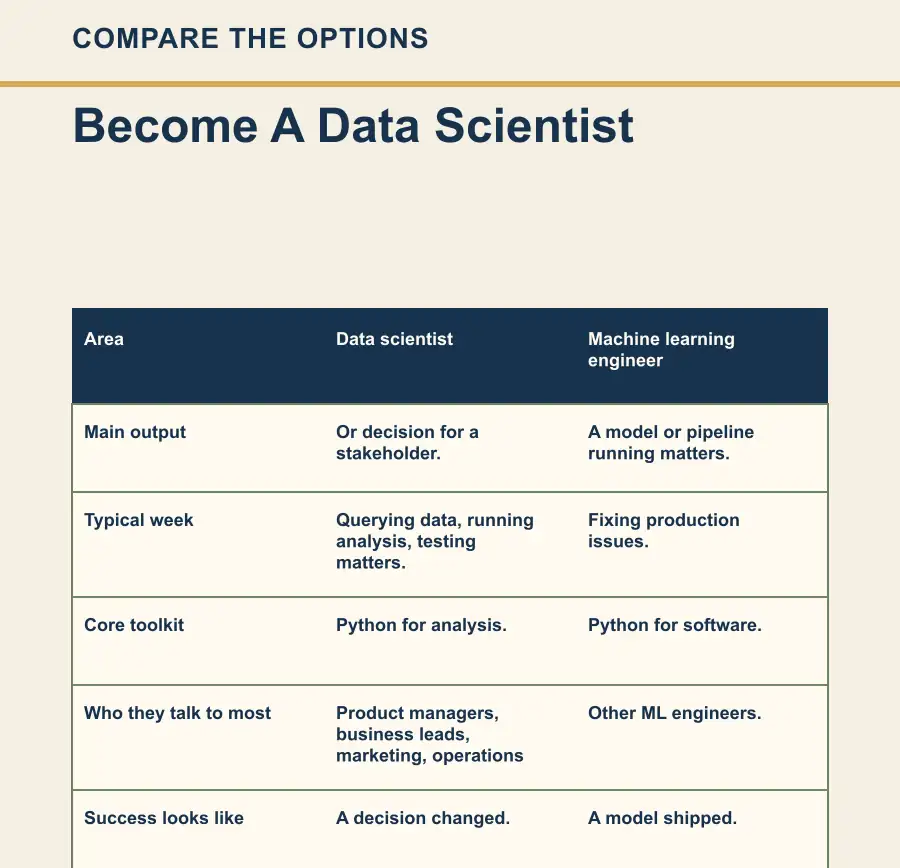 COMPARE THE OPTIONS
Become A Data Scientist
Area
Data scientist
Machine learning
engineer
Main output
Or decision for a
stakeholder.
A model or pipeline
running matters.
Typical week
Querying data, running
analysis, testing
matters.
Fixing production
issues.
Core toolkit
Python for analysis.
Python for software.
Who they talk to most
Product managers,
business leads,
marketing, operations
Other ML engineers.
Success looks like
A decision changed.
A model shipped.